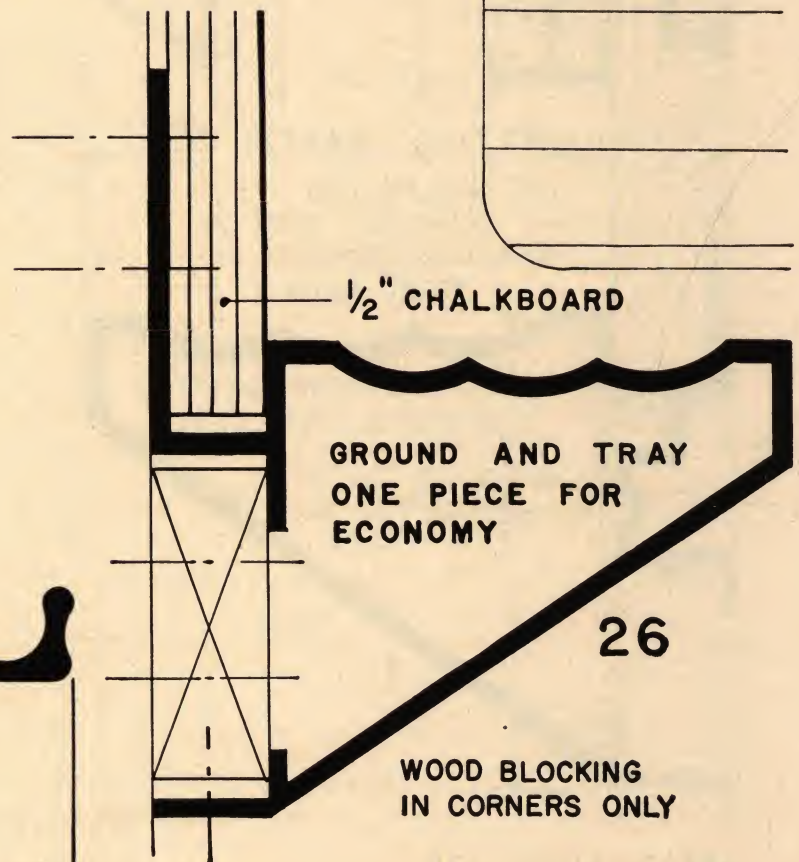 ½" CHALKBOARD
GROUND AND TRAY
ONE PIECE FOR
ECONOMY
26
WOOD BLOCKING
IN CORNERS ONLY